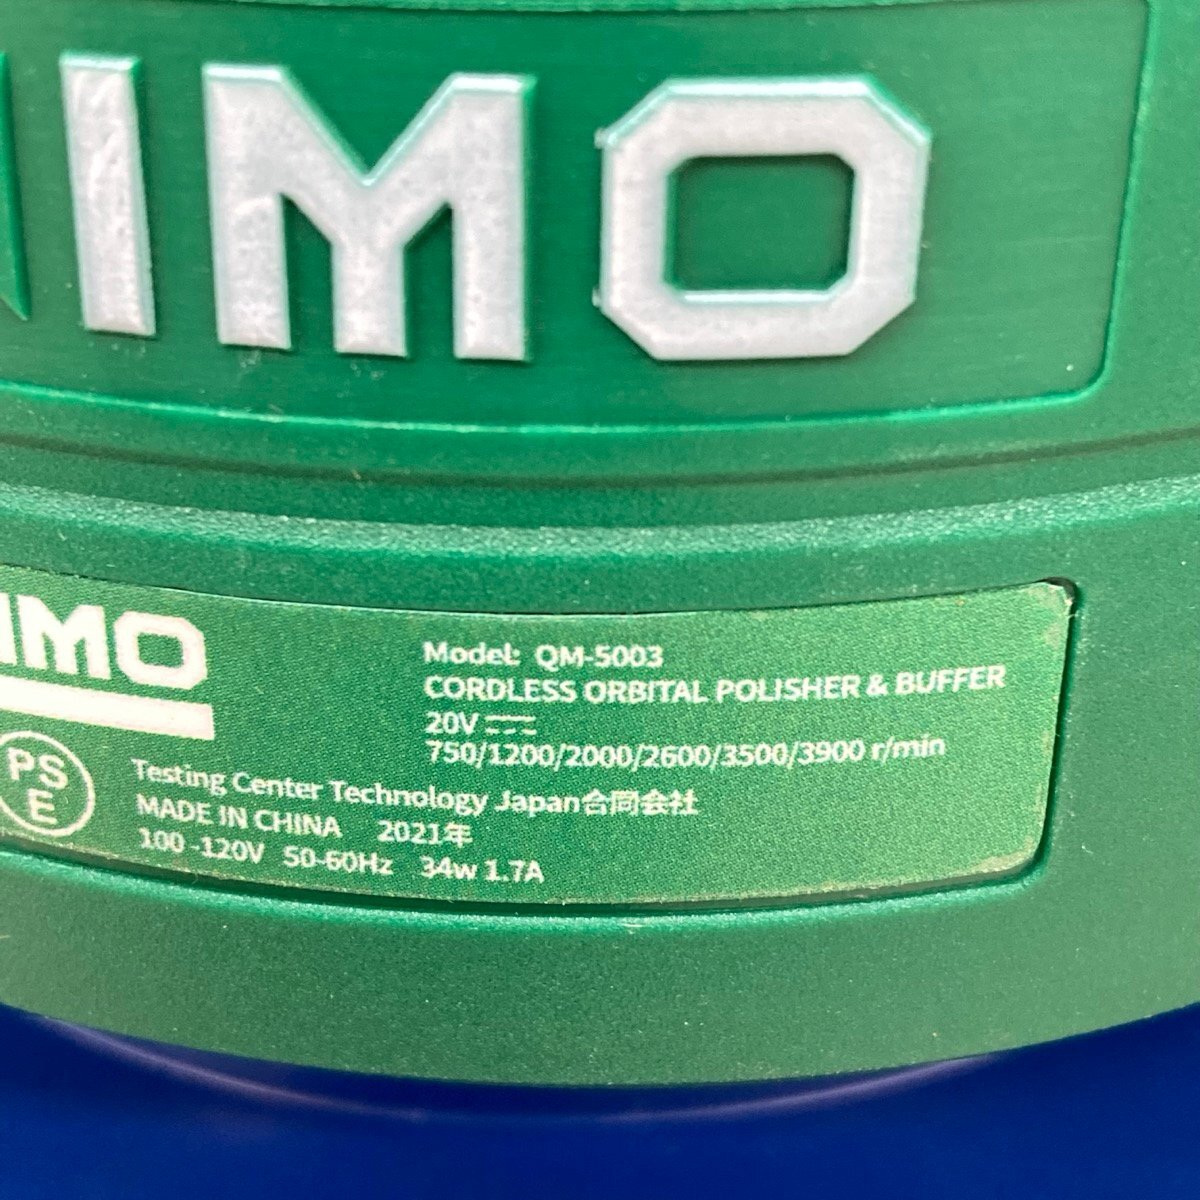 IMO
IMO
Model: QM-5003
CORDLESS ORBITAL POLISHER & BUFFER
20V
750/1200/2000/2600/3500/3900 r/min
PS
E
Testing Center Technology Japan合同会社
MADE IN CHINA 2021年
100 -120V 50-60Hz 34w 1.7A